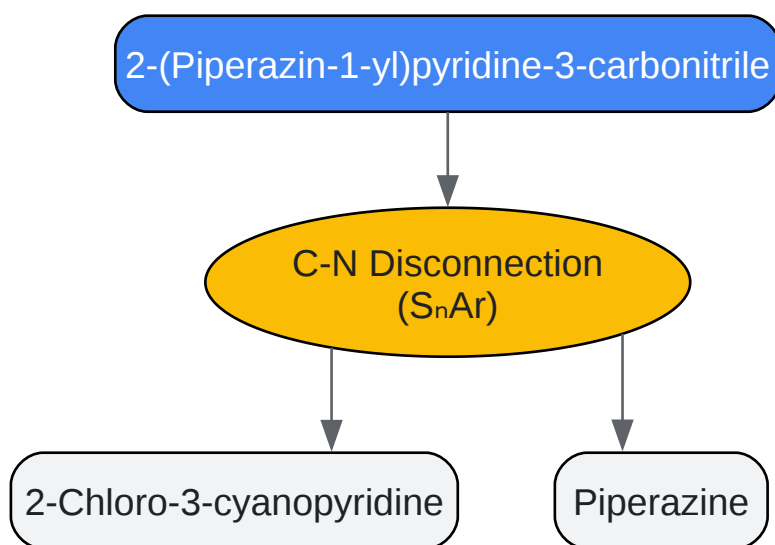 2-(Piperazin-1-yl)pyridine-3-carbonitrile
C-N Disconnection
(SₙAr)
2-Chloro-3-cyanopyridine
Piperazine